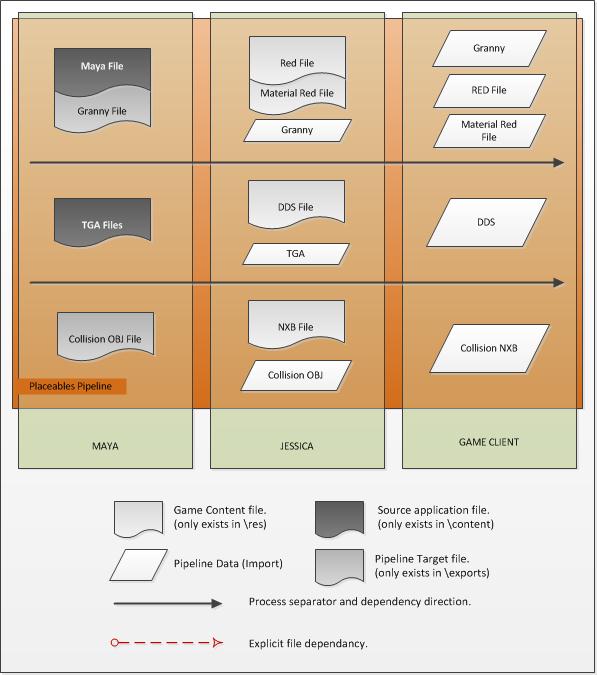 Maya File
Granny File
Red File
Material Red File
Granny
Granny
RED File
Material Red
File
TGA Files
DDS File
TGA
DDS
Collision OBJ File
NXB File
Collision OBJ
Collision NXB
Placeables Pipeline
MAYA
JESSICA
GAME CLIENT
Game Content file.
(only exists in \res)
Source application file.
(only exists in \content)
Pipeline Data (Import)
Pipeline Target file.
(only exists in \exports)
Process separator and dependency direction.
Explicit file dependancy.